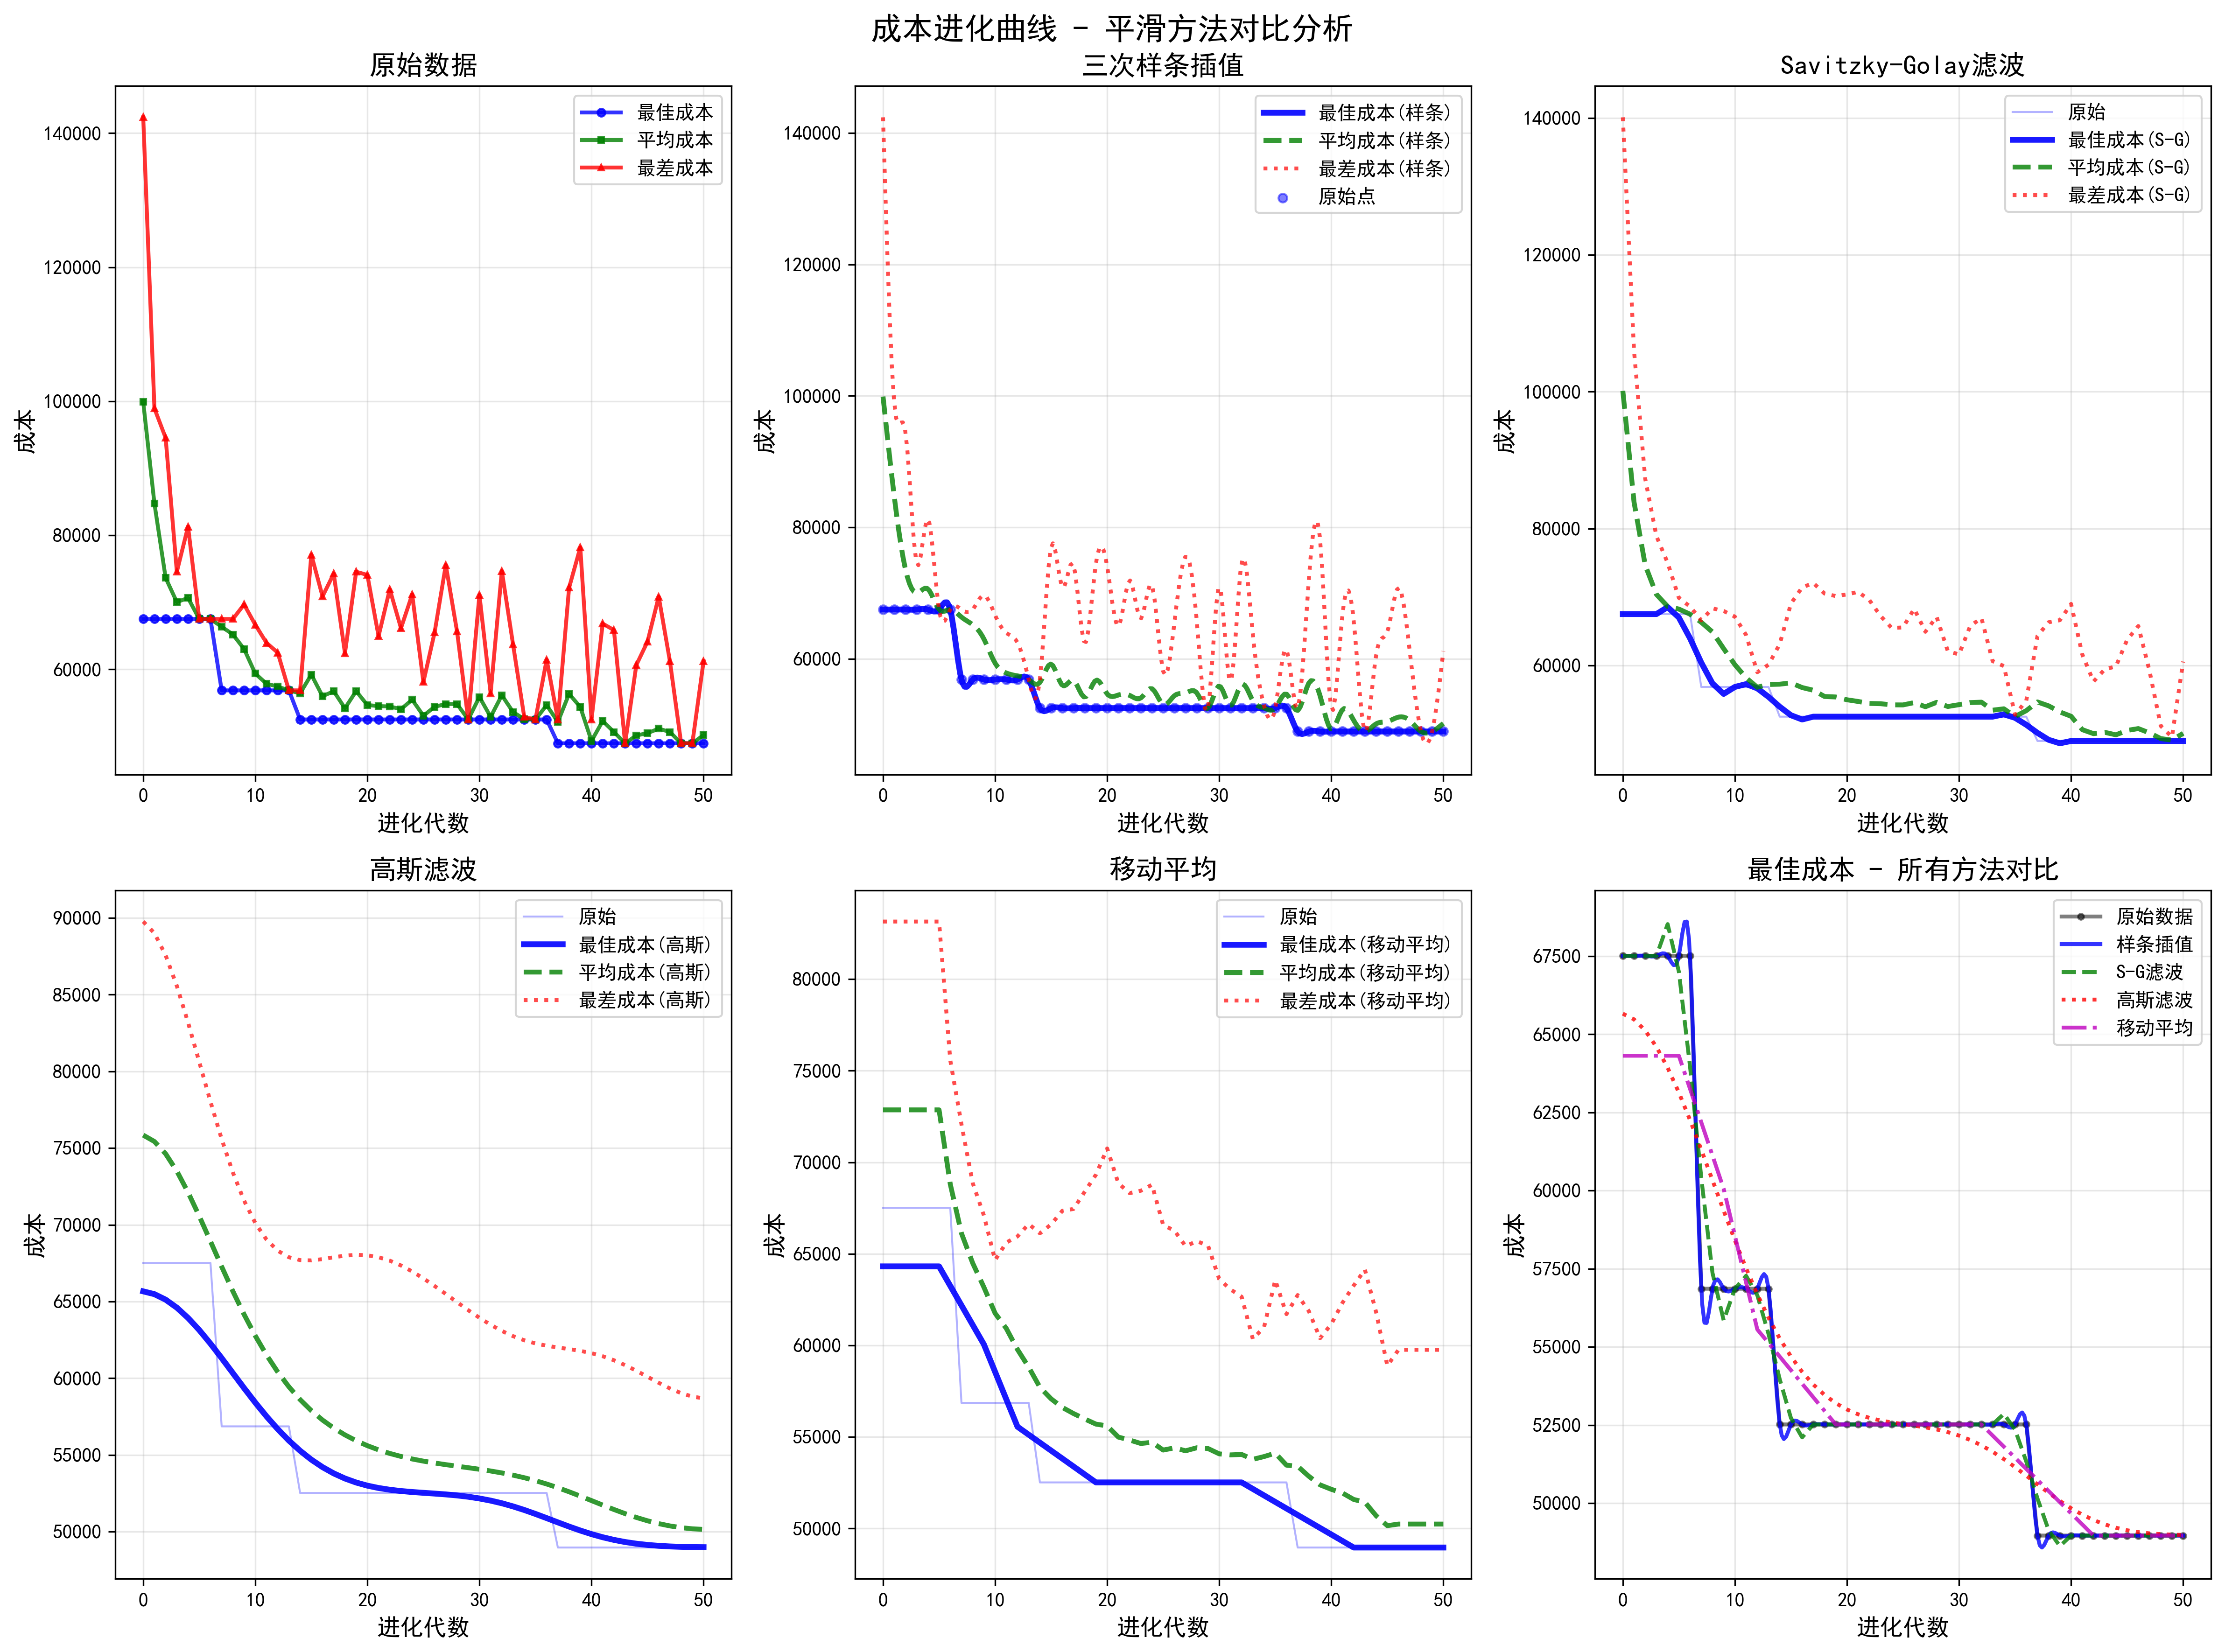 成本进化曲线 - 平滑方法对比分析
原始数据
最佳成本
平均成本
最差成本
140000
120000
100000
80000
60000
成本
0 10 20 30 40 50
进化代数
三次样条插值
最佳成本(样条)
平均成本(样条)
最差成本(样条)
原始点
140000
120000
100000
80000
60000
成本
0 10 20 30 40 50
进化代数
Savitzky-Golay滤波
原始
最佳成本(S-G)
平均成本(S-G)
最差成本(S-G)
140000
120000
100000
80000
60000
成本
0 10 20 30 40 50
进化代数
高斯滤波
原始
最佳成本(高斯)
平均成本(高斯)
最差成本(高斯)
90000
85000
80000
75000
70000
65000
60000
55000
50000
成本
0 10 20 30 40 50
进化代数
移动平均
原始
最佳成本(移动平均)
平均成本(移动平均)
最差成本(移动平均)
80000
75000
70000
65000
60000
55000
50000
成本
0 10 20 30 40 50
进化代数
最佳成本 - 所有方法对比
原始数据
样条插值
S-G滤波
高斯滤波
移动平均
67500
65000
62500
60000
57500
55000
52500
50000
成本
0 10 20 30 40 50
进化代数